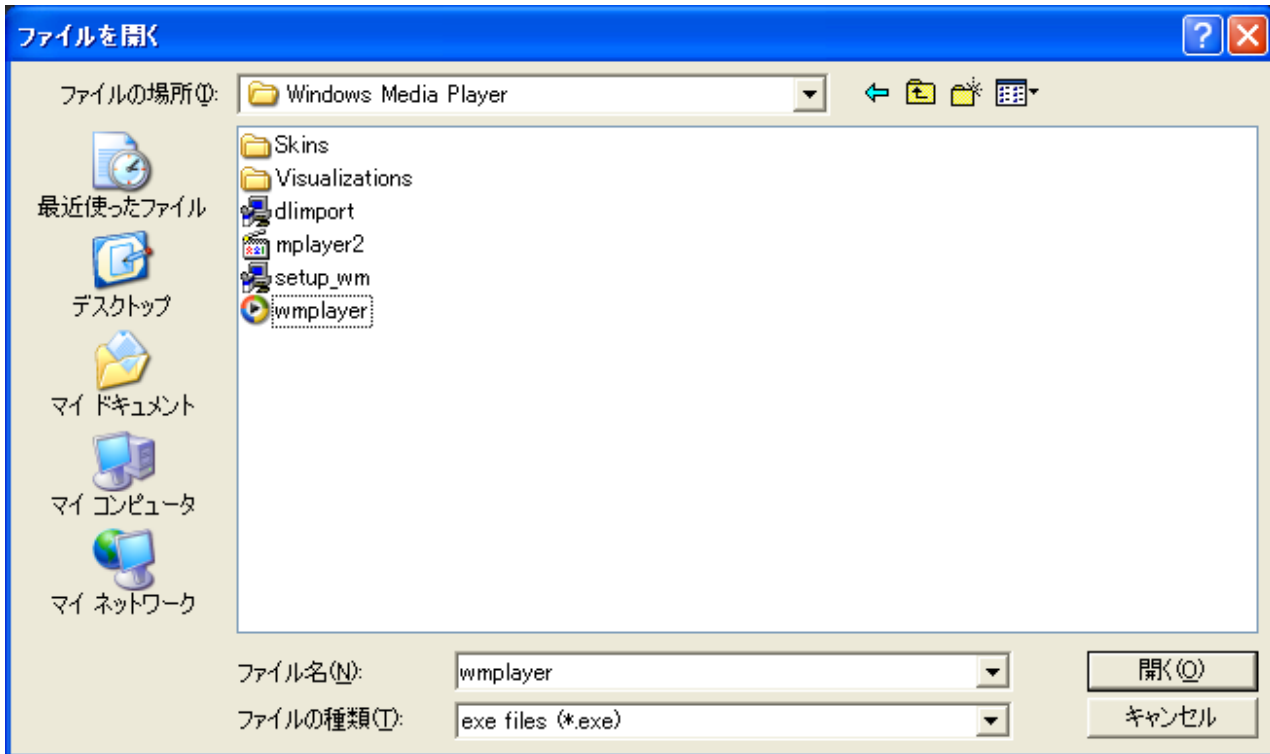 ファイルを開く
ファイルの場所(I):
Windows Media Player
最近使ったファイル
デスクトップ
マイ ドキュメント
マイ コンピュータ
マイ ネットワーク
Skins
Visualizations
dlimport
mplayer2
setup_wm
wmplayer
ファイル名(N):
wmplayer
開く(O)
ファイルの種類(T):
exe files (*.exe)
キャンセル